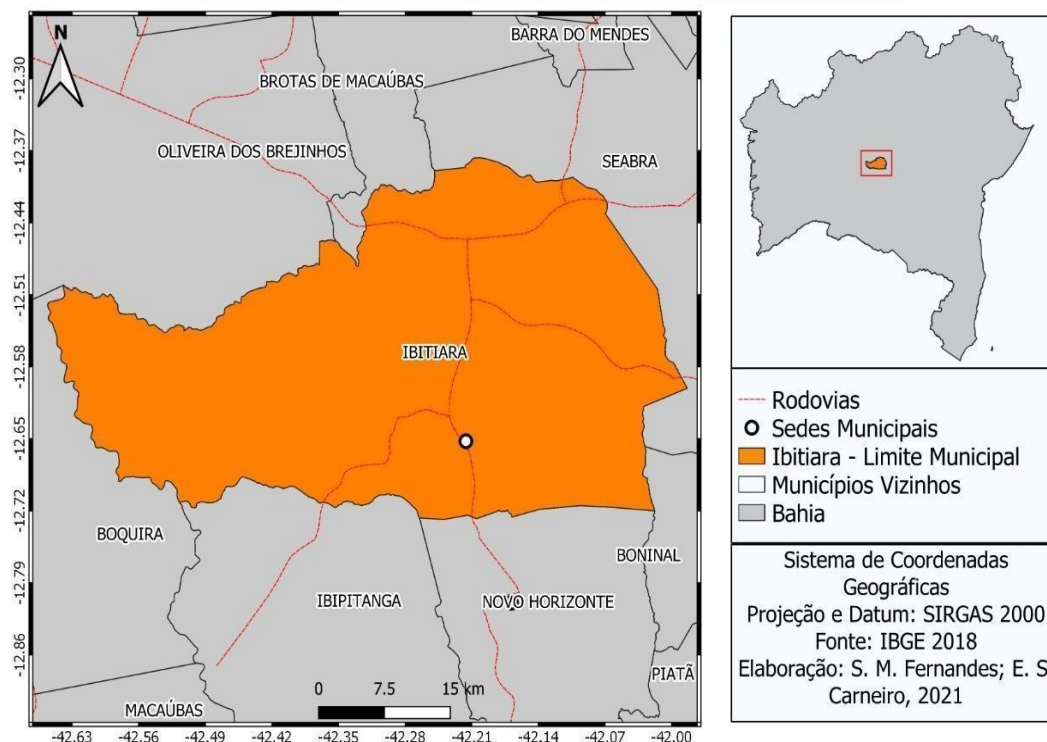 N
BARRA DO MENDES
BROTAS DE MACAÚBAS
OLIVEIRA DOS BREJINHOS
SEABRA
IBITIARA
BOQUIRA
BONINAL
IBIPITANGA
NOVO HORIZONTE
PIATÃ
MACAÚBAS
0 7.5 15 km
-12.30
-12.37
-12.44
-12.51
-12.58
-12.65
-12.72
-12.79
-12.86
-42.63 -42.56 -42.49 -42.42 -42.35 -42.28 -42.21 -42.14 -42.07 -42.00
Rodovias
Sedes Municipais
Ibitiara - Limite Municipal
Municípios Vizinhos
Bahia
Sistema de Coordenadas
Geográficas
Projeção e Datum: SIRGAS 2000
Fonte: IBGE 2018
Elaboração: S. M. Fernandes; E. S
Carneiro, 2021